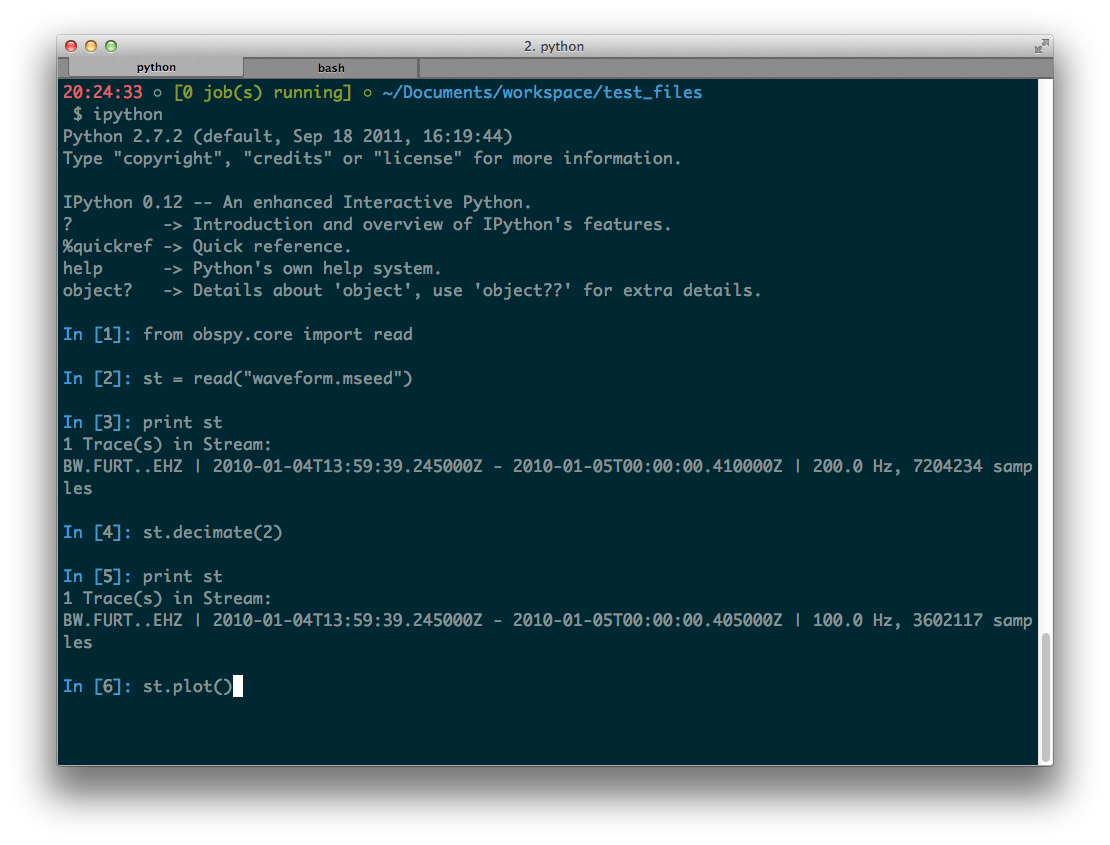 2. python
python bash
20:24:33 ○ [0 job(s) running] ○ ~/Documents/workspace/test_files
$ ipython
Python 2.7.2 (default, Sep 18 2011, 16:19:44)
Type "copyright", "credits" or "license" for more information.
IPython 0.12 -- An enhanced Interactive Python.
?         -> Introduction and overview of IPython's features.
%quickref -> Quick reference.
help      -> Python's own help system.
object?   -> Details about 'object', use 'object??' for extra details.
In [1]: from obspy.core import read
In [2]: st = read("waveform.mseed")
In [3]: print st
1 Trace(s) in Stream:
BW.FURT..EHZ | 2010-01-04T13:59:39.245000Z - 2010-01-05T00:00:00.410000Z | 200.0 Hz, 7204234 samp
les
In [4]: st.decimate(2)
In [5]: print st
1 Trace(s) in Stream:
BW.FURT..EHZ | 2010-01-04T13:59:39.245000Z - 2010-01-05T00:00:00.405000Z | 100.0 Hz, 3602117 samp
les
In [6]: st.plot()